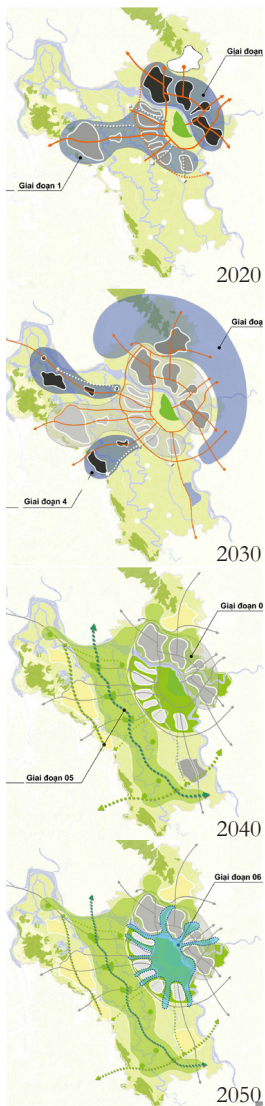 Giai đoạn
Giai đoạn 1
2020
Giai đoạ
Giai đoạn 4
2030
Giai đoạn 0
Giai đoạn 05
2040
Giai đoạn 06
2050